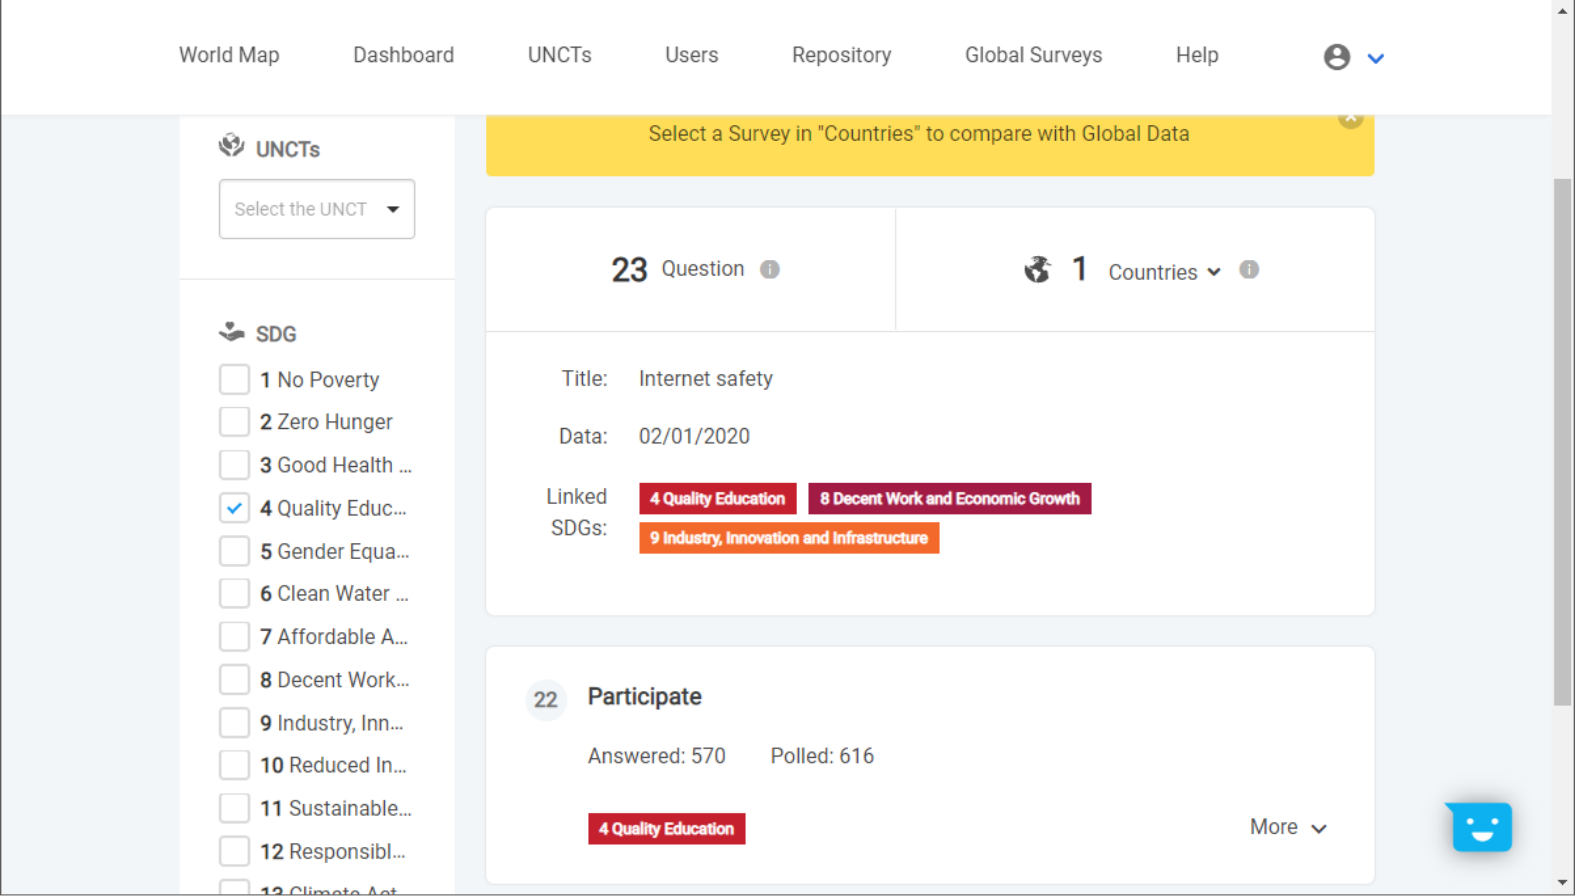 World Map Dashboard UNCTs Users Repository Global Surveys Help
UNCTs
Select the UNCT
SDG
1 No Poverty
2 Zero Hunger
3 Good Health ...
4 Quality Educ...
5 Gender Equa...
6 Clean Water ...
7 Affordable A...
8 Decent Work...
9 Industry, Inn...
10 Reduced In...
11 Sustainable...
12 Responsibl...
13 Climate Act
Select a Survey in "Countries" to compare with Global Data
23 Question
1 Countries
Title: Internet safety
Data: 02/01/2020
Linked SDGs:
4 Quality Education 8 Decent Work and Economic Growth
9 Industry, Innovation and Infrastructure
22 Participate
Answered: 570 Polled: 616
4 Quality Education
More